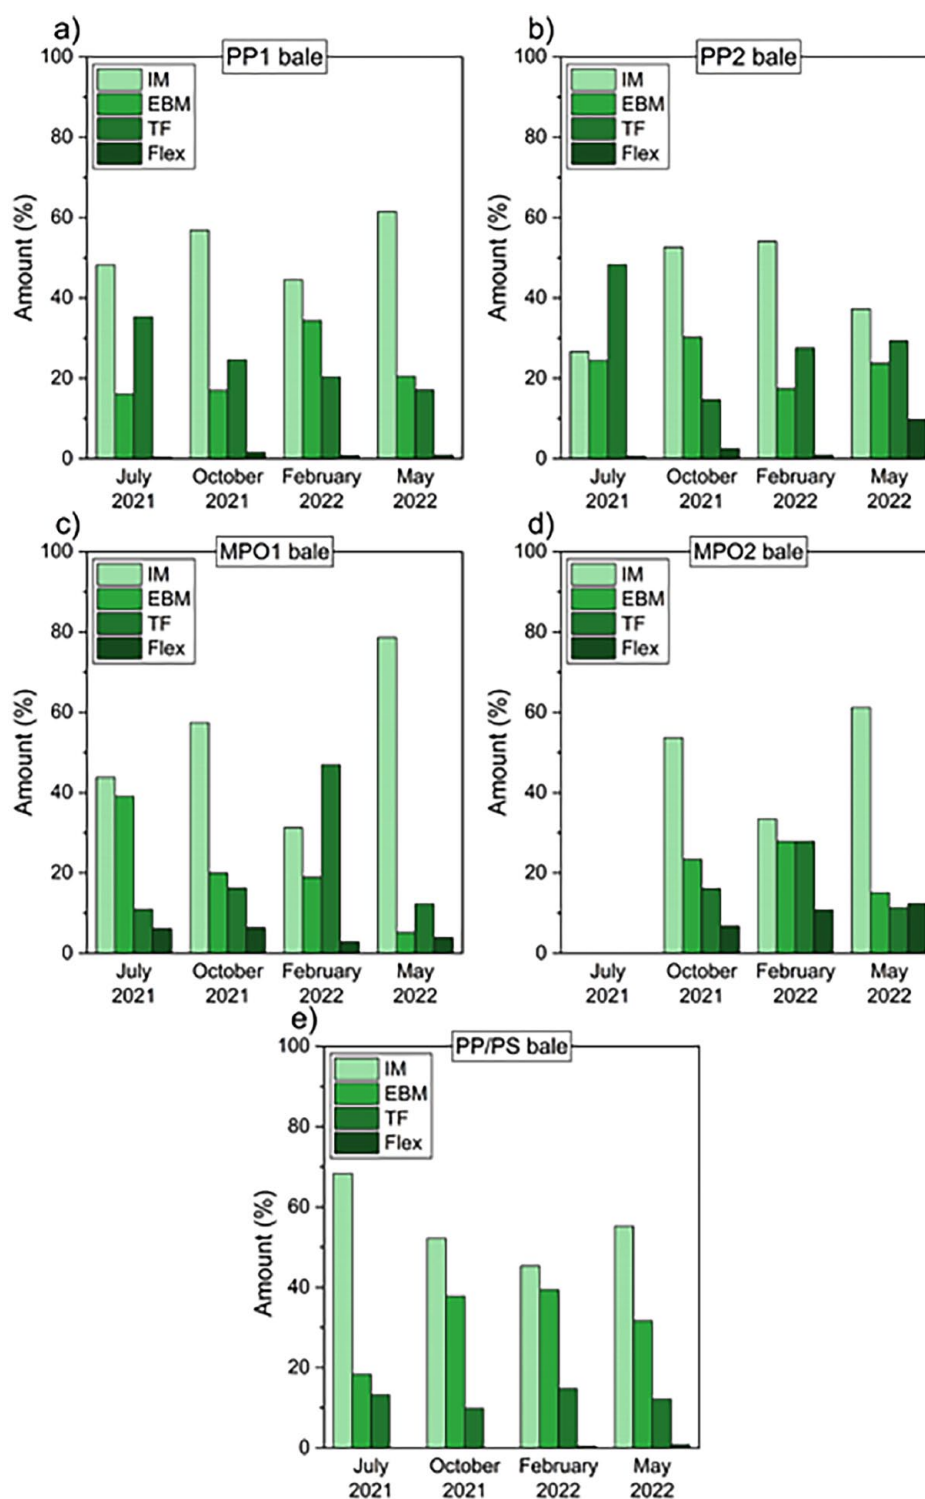 a)
PP1 bale
100
80
60
40
20
0
Amount (%)
IM
EBM
TF
Flex
July
2021
October
2021
February
2022
May
2022
b)
PP2 bale
100
80
60
40
20
0
Amount (%)
IM
EBM
TF
Flex
July
2021
October
2021
February
2022
May
2022
c)
MPO1 bale
100
80
60
40
20
0
Amount (%)
IM
EBM
TF
Flex
July
2021
October
2021
February
2022
May
2022
d)
MPO2 bale
100
80
60
40
20
0
Amount (%)
IM
EBM
TF
Flex
July
2021
October
2021
February
2022
May
2022
e)
PP/PS bale
100
80
60
40
20
0
Amount (%)
IM
EBM
TF
Flex
July
2021
October
2021
February
2022
May
2022